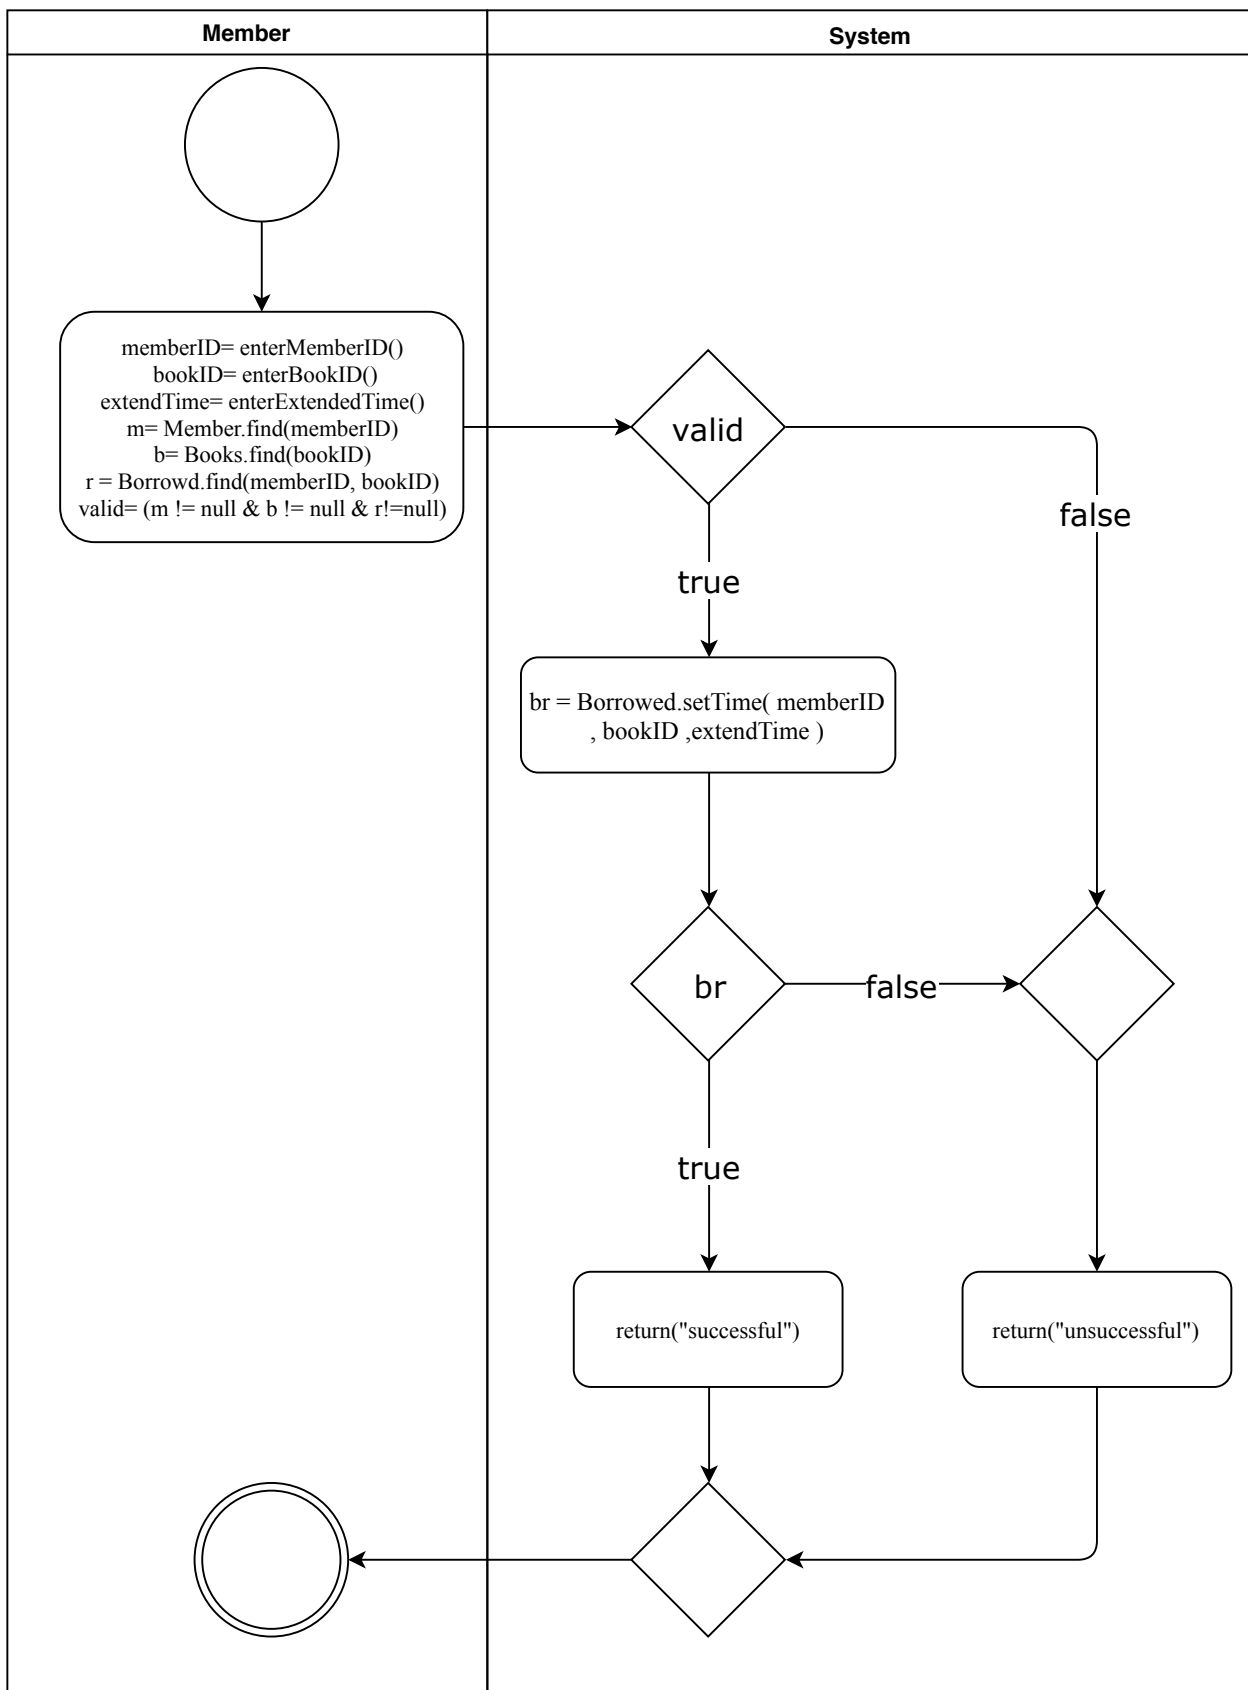 Member
System
memberID= enterMemberID()
bookID= enterBookID()
extendTime= enterExtendedTime()
m= Member.find(memberID)
b= Books.find(bookID)
r = Borrowd.find(memberID, bookID)
valid= (m != null & b != null & r!=null)
valid
false
true
br = Borrowed.setTime( memberID
, bookID ,extendTime )
br
false
true
return("successful")
return("unsuccessful")